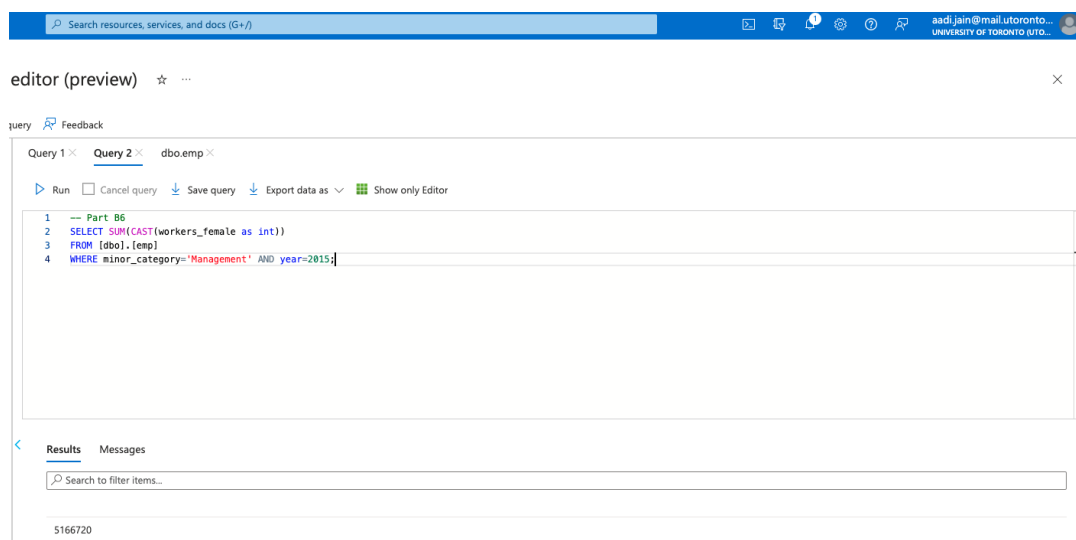 Search resources, services, and docs (G+/)
1
aadi.jain@mail.utoronto...
UNIVERSITY OF TORONTO (UTO...
editor (preview) ...
query Feedback
Query 1 Query 2 dbo.emp
Run Cancel query Save query Export data as Show only Editor
1 -- Part B6
2 SELECT SUM(CAST(workers_female as int))
3 FROM [dbo].[emp]
4 WHERE minor_category='Management' AND year=2015;
Results Messages
Search to filter items...
5166720